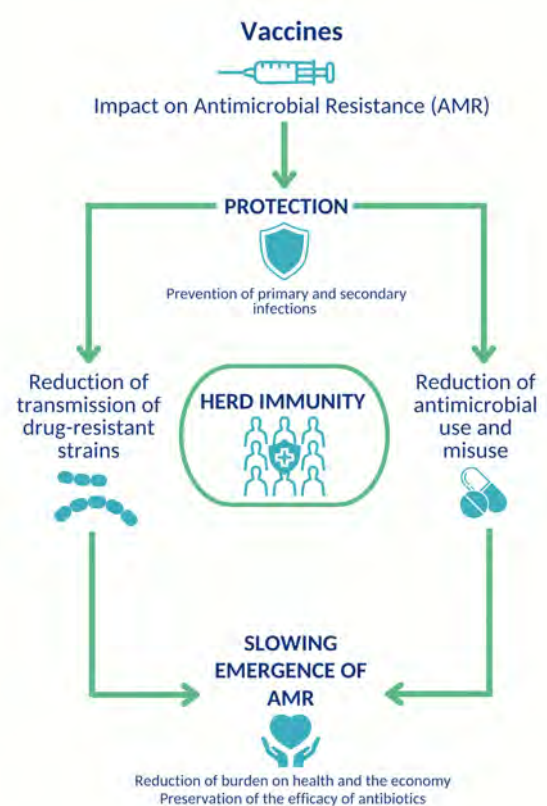 Vaccines
Impact on Antimicrobial Resistance (AMR)
PROTECTION
Prevention of primary and secondary
infections
Reduction of
transmission of
drug-resistant
strains
HERD IMMUNITY
Reduction of
antimicrobial
use and
misuse
SLOWING
EMERGENCE OF
AMR
Reduction of burden on health and the economy
Preservation of the efficacy of antibiotics